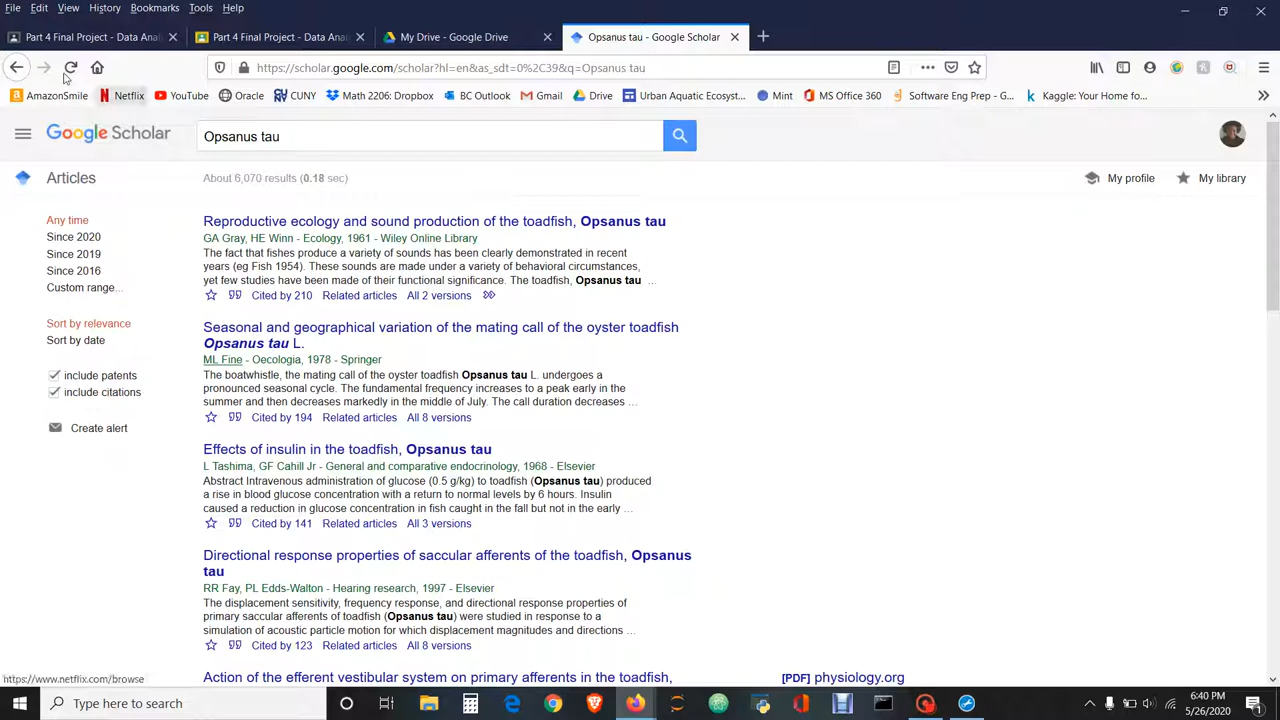 File Edit View History Bookmarks Tools Help
Part 4 Final Project - Data Anal × Part 4 Final Project - Data Anal × My Drive - Google Drive × Opsanus tau - Google Scholar × +
https://scholar.google.com/scholar?hl=en&as_sdt=0%2C39&q=Opsanus tau
AmazonSmile Netflix YouTube Oracle CUNY Math 2206: Dropbox BC Outlook Gmail Drive Urban Aquatic Ecosyst... Mint MS Office 360 Software Eng Prep - G... Kaggle: Your Home fo...
Google Scholar Opsanus tau
Articles About 6,070 results (0.18 sec) My profile My library
Any time
Since 2020
Since 2019
Since 2016
Custom range...
Sort by relevance
Sort by date
include patents
include citations
Create alert
Reproductive ecology and sound production of the toadfish, Opsanus tau
GA Gray, HE Winn - Ecology, 1961 - Wiley Online Library
The fact that fishes produce a variety of sounds has been clearly demonstrated in recent
years (eg Fish 1954). These sounds are made under a variety of behavioral circumstances,
yet few studies have been made of their functional significance. The toadfish, Opsanus tau ...
Cited by 210 Related articles All 2 versions
Seasonal and geographical variation of the mating call of the oyster toadfish
Opsanus tau L.
ML Fine - Oecologia, 1978 - Springer
The boatwhistle, the mating call of the oyster toadfish Opsanus tau L. undergoes a
pronounced seasonal cycle. The fundamental frequency increases to a peak early in the
summer and then decreases markedly in the middle of July. The call duration decreases ...
Cited by 194 Related articles All 8 versions
Effects of insulin in the toadfish, Opsanus tau
L Tashima, GF Cahill Jr - General and comparative endocrinology, 1968 - Elsevier
Abstract Intravenous administration of glucose (0.5 g/kg) to toadfish (Opsanus tau) produced
a rise in blood glucose concentration with a return to normal levels by 6 hours. Insulin
caused a reduction in glucose concentration in fish caught in the fall but not in the early ...
Cited by 141 Related articles All 3 versions
Directional response properties of saccular afferents of the toadfish, Opsanus
tau
RR Fay, PL Edds-Walton - Hearing research, 1997 - Elsevier
The displacement sensitivity, frequency response, and directional response properties of
primary saccular afferents of toadfish (Opsanus tau) were studied in response to a
simulation of acoustic particle motion for which displacement magnitudes and directions ...
Cited by 123 Related articles All 8 versions
Action of the efferent vestibular system on primary afferents in the toadfish, [PDF] physiology.org
https://www.netflix.com/browse
Type here to search
6:40 PM
5/26/2020